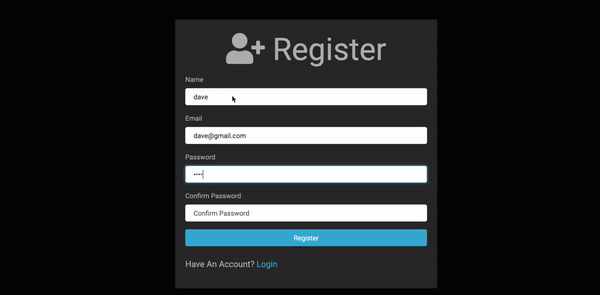 Register
Name
dave
Email
dave@gmail.com
Password
••••
Confirm Password
Confirm Password
Register
Have An Account? Login